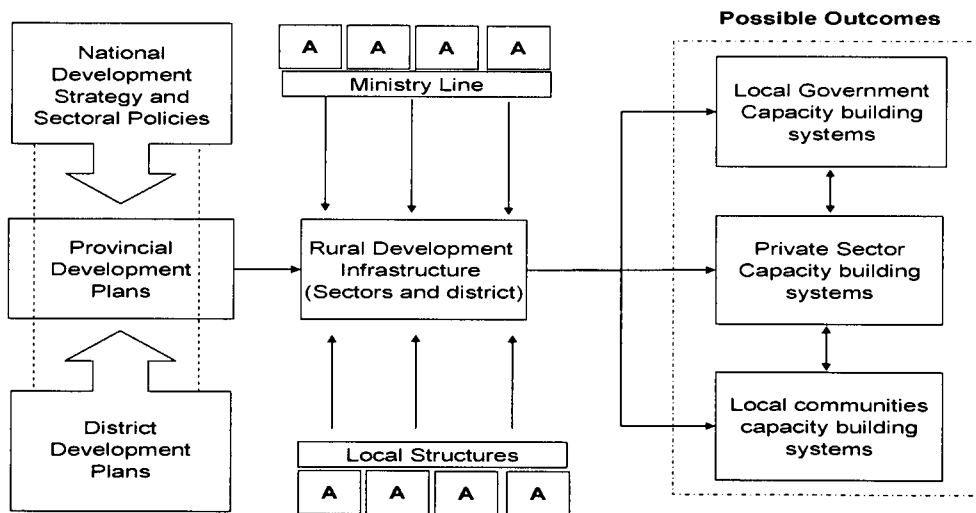 National
Development
Strategy and
Sectoral Policies
Provincial
Development
Plans
District
Development
Plans
A A A A
Ministry Line
Rural Development
Infrastructure
(Sectors and district)
Local Structures
A A A A
Possible Outcomes
Local Government
Capacity building
systems
Private Sector
Capacity building
systems
Local communities
capacity building
systems